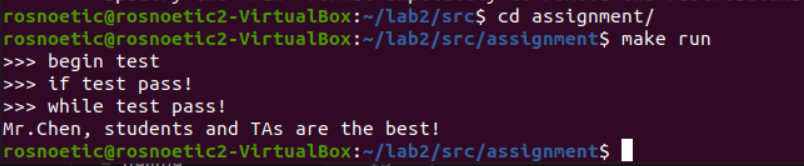 rosnoetic@rosnoetic2-VirtualBox:~/lab2/src$ cd assignment/
rosnoetic@rosnoetic2-VirtualBox:~/lab2/src/assignment$ make run
>>> begin test
>>> if test pass!
>>> while test pass!
Mr.Chen, students and TAs are the best!
rosnoetic@rosnoetic2-VirtualBox:~/lab2/src/assignment$